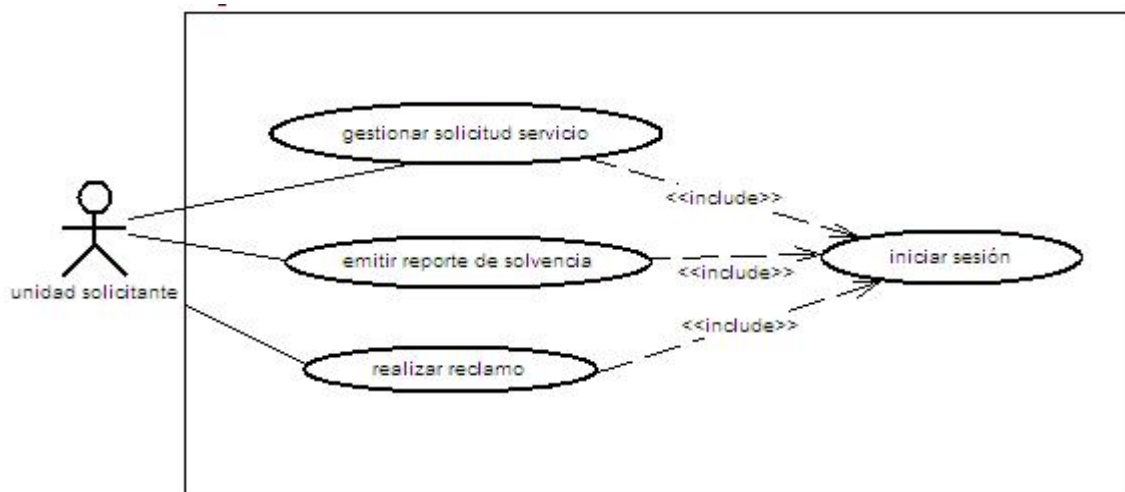 gestionar solicitud servicio
<<include>>
emitir reporte de solvencia
<<include>>
iniciar sesión
unidad solicitante
<<include>>
realizar reclamo